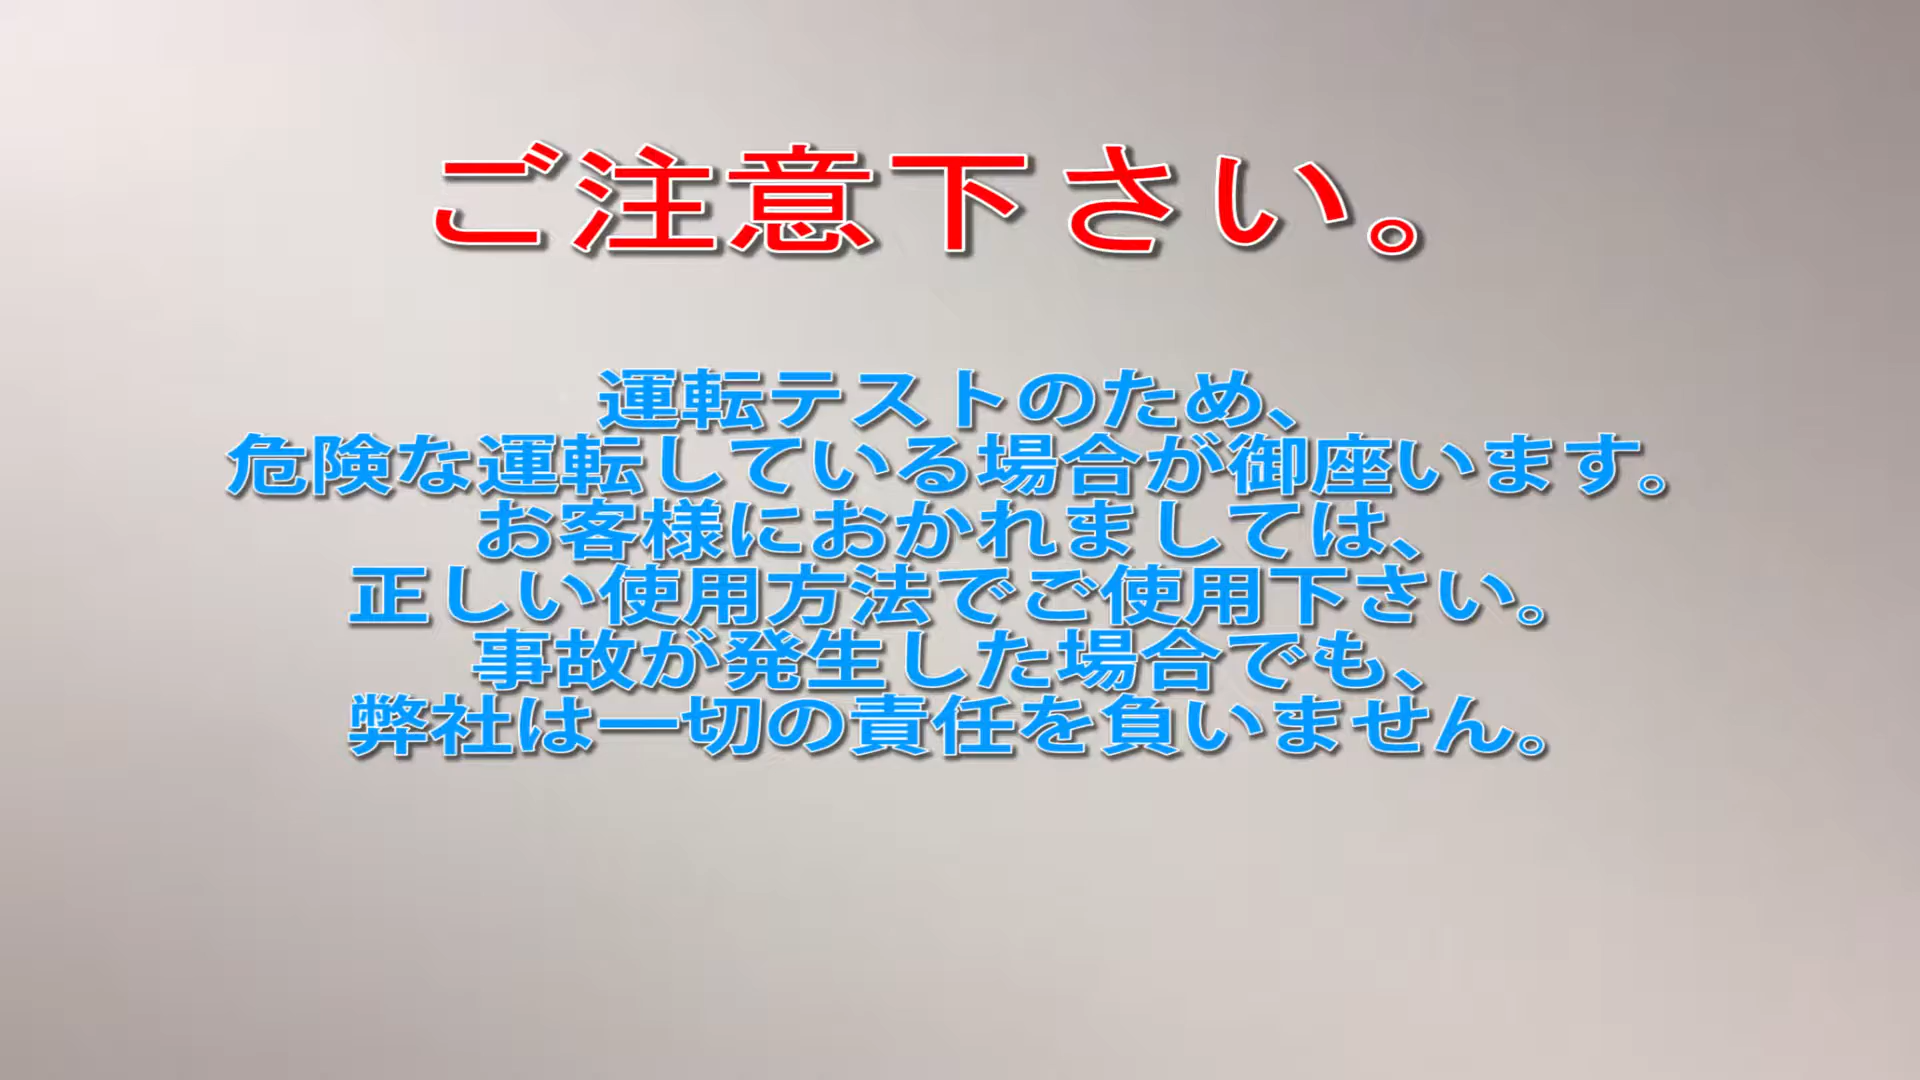 ご注意下さい。
運転テストのため、
危険な運転している場合が御座います。
お客様におかれましては、
正しい使用方法でご使用下さい。
事故が発生した場合でも、
弊社は一切の責任を負いません。